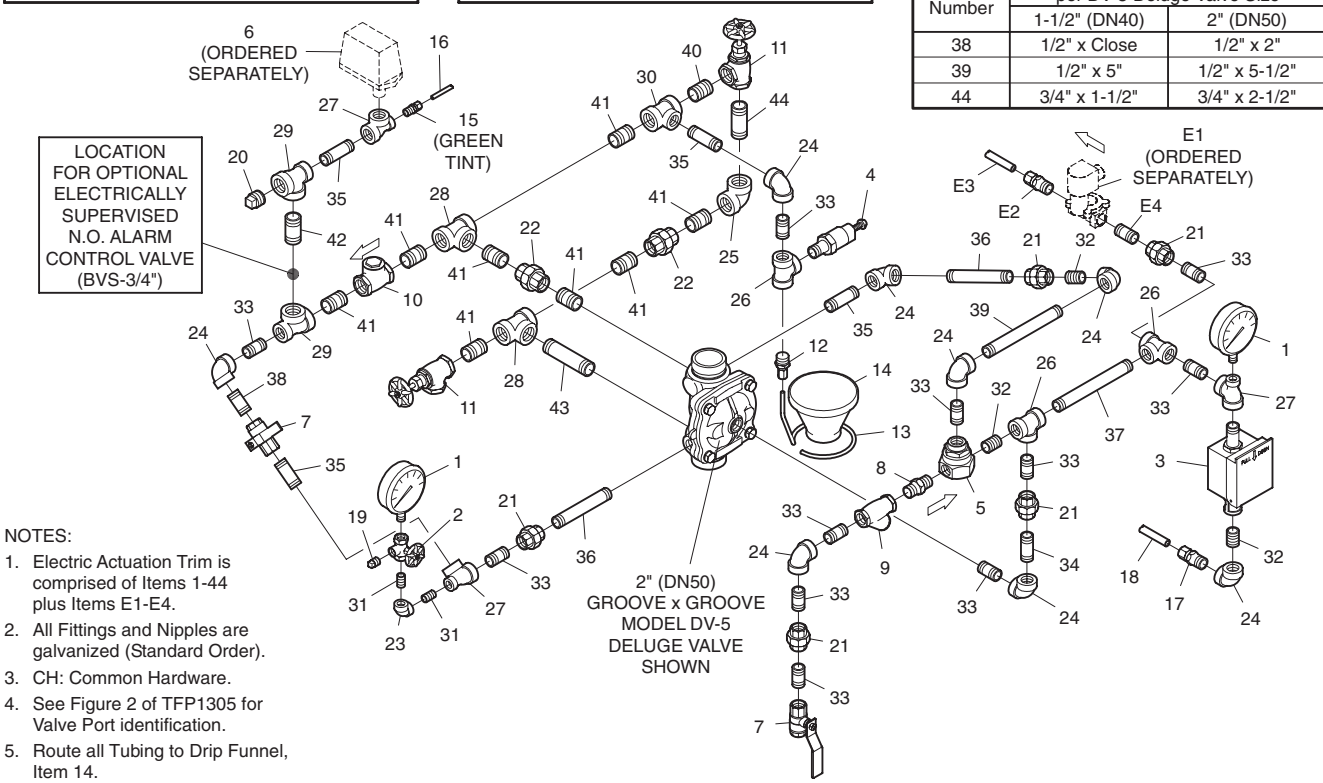 Number
per DV-5 Deluge Valve Size
1-1/2" (DN40) 2" (DN50)
38 1/2" x Close 1/2" x 2"
39 1/2" x 5" 1/2" x 5-1/2"
44 3/4" x 1-1/2" 3/4" x 2-1/2"
6
(ORDERED
SEPARATELY)
16
27
15
(GREEN
TINT)
29
20
35
42
LOCATION
FOR OPTIONAL
ELECTRICALLY
SUPERVISED
N.O. ALARM
CONTROL VALVE
(BVS-3/4")
40
11
30
41
44
35
24
4
28
41
33
41
22
41
41
10
41
22
25
26
41
33
29
41
24
38
7
35
41
28
11
43
E1
(ORDERED
SEPARATELY)
E3
E2
E4
21
33
36
21
32
35
24
24
39
24
26
1
12
14
13
33
32
26
37
33
27
8
5
3
PULL DOWN
33
21
34
24
33
32
18
17
24
1
19
2
31
23
31
27
33
21
36
33
24
9
33
21
33
7
2" (DN50)
GROOVE x GROOVE
MODEL DV-5
DELUGE VALVE
SHOWN
NOTES:
1. Electric Actuation Trim is
comprised of Items 1-44
plus Items E1-E4.
2. All Fittings and Nipples are
galvanized (Standard Order).
3. CH: Common Hardware.
4. See Figure 2 of TFP1305 for
Valve Port identification.
5. Route all Tubing to Drip Funnel,
Item 14.